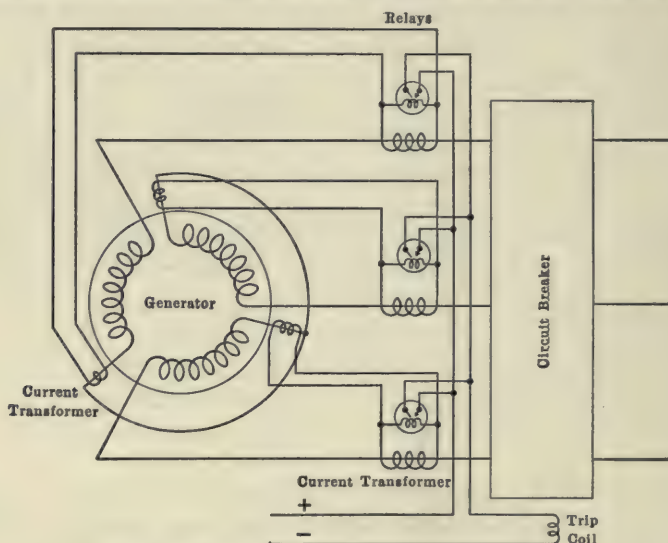 Relays
Generator
Circuit Breaker
Current
Transformer
Current Transformer
+
−
Trip
Coil